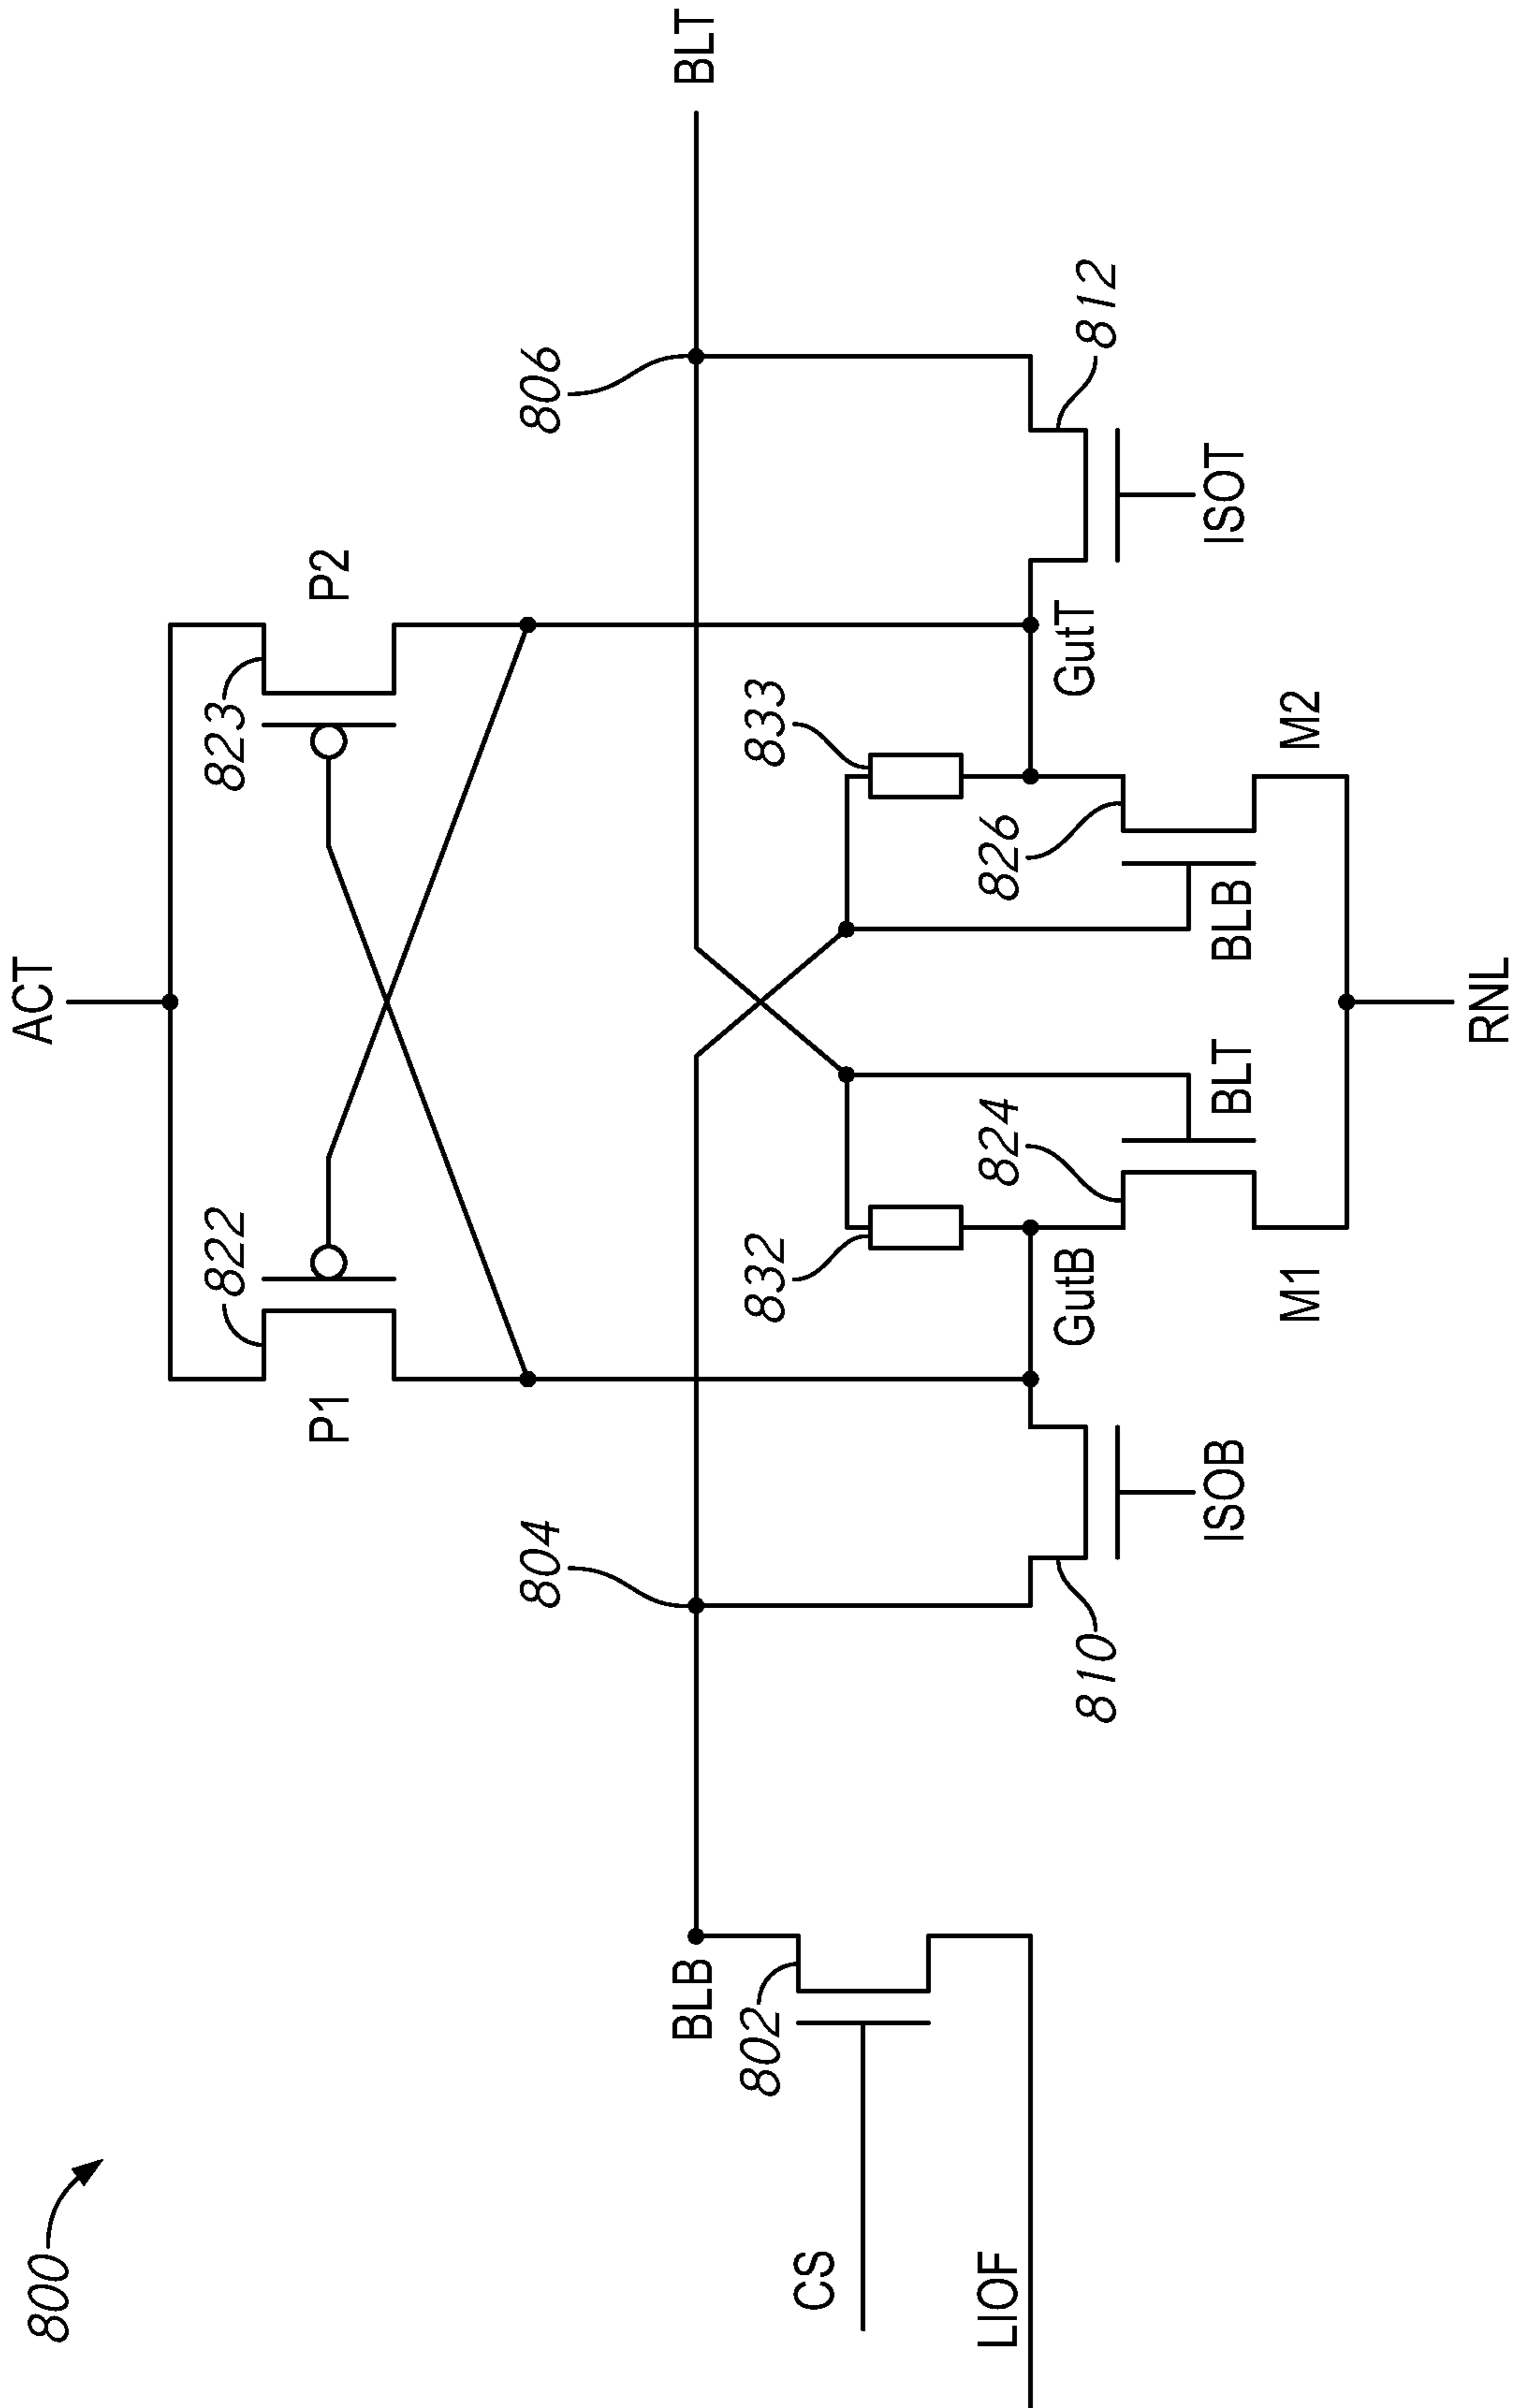 800
ACT
P1
822
823
P2
804
806
BLB
BLT
802
832
833
CS
LIOF
824
826
GutB
GutT
810
812
ISOB
BLT
BLB
ISOT
M1
M2
RNL